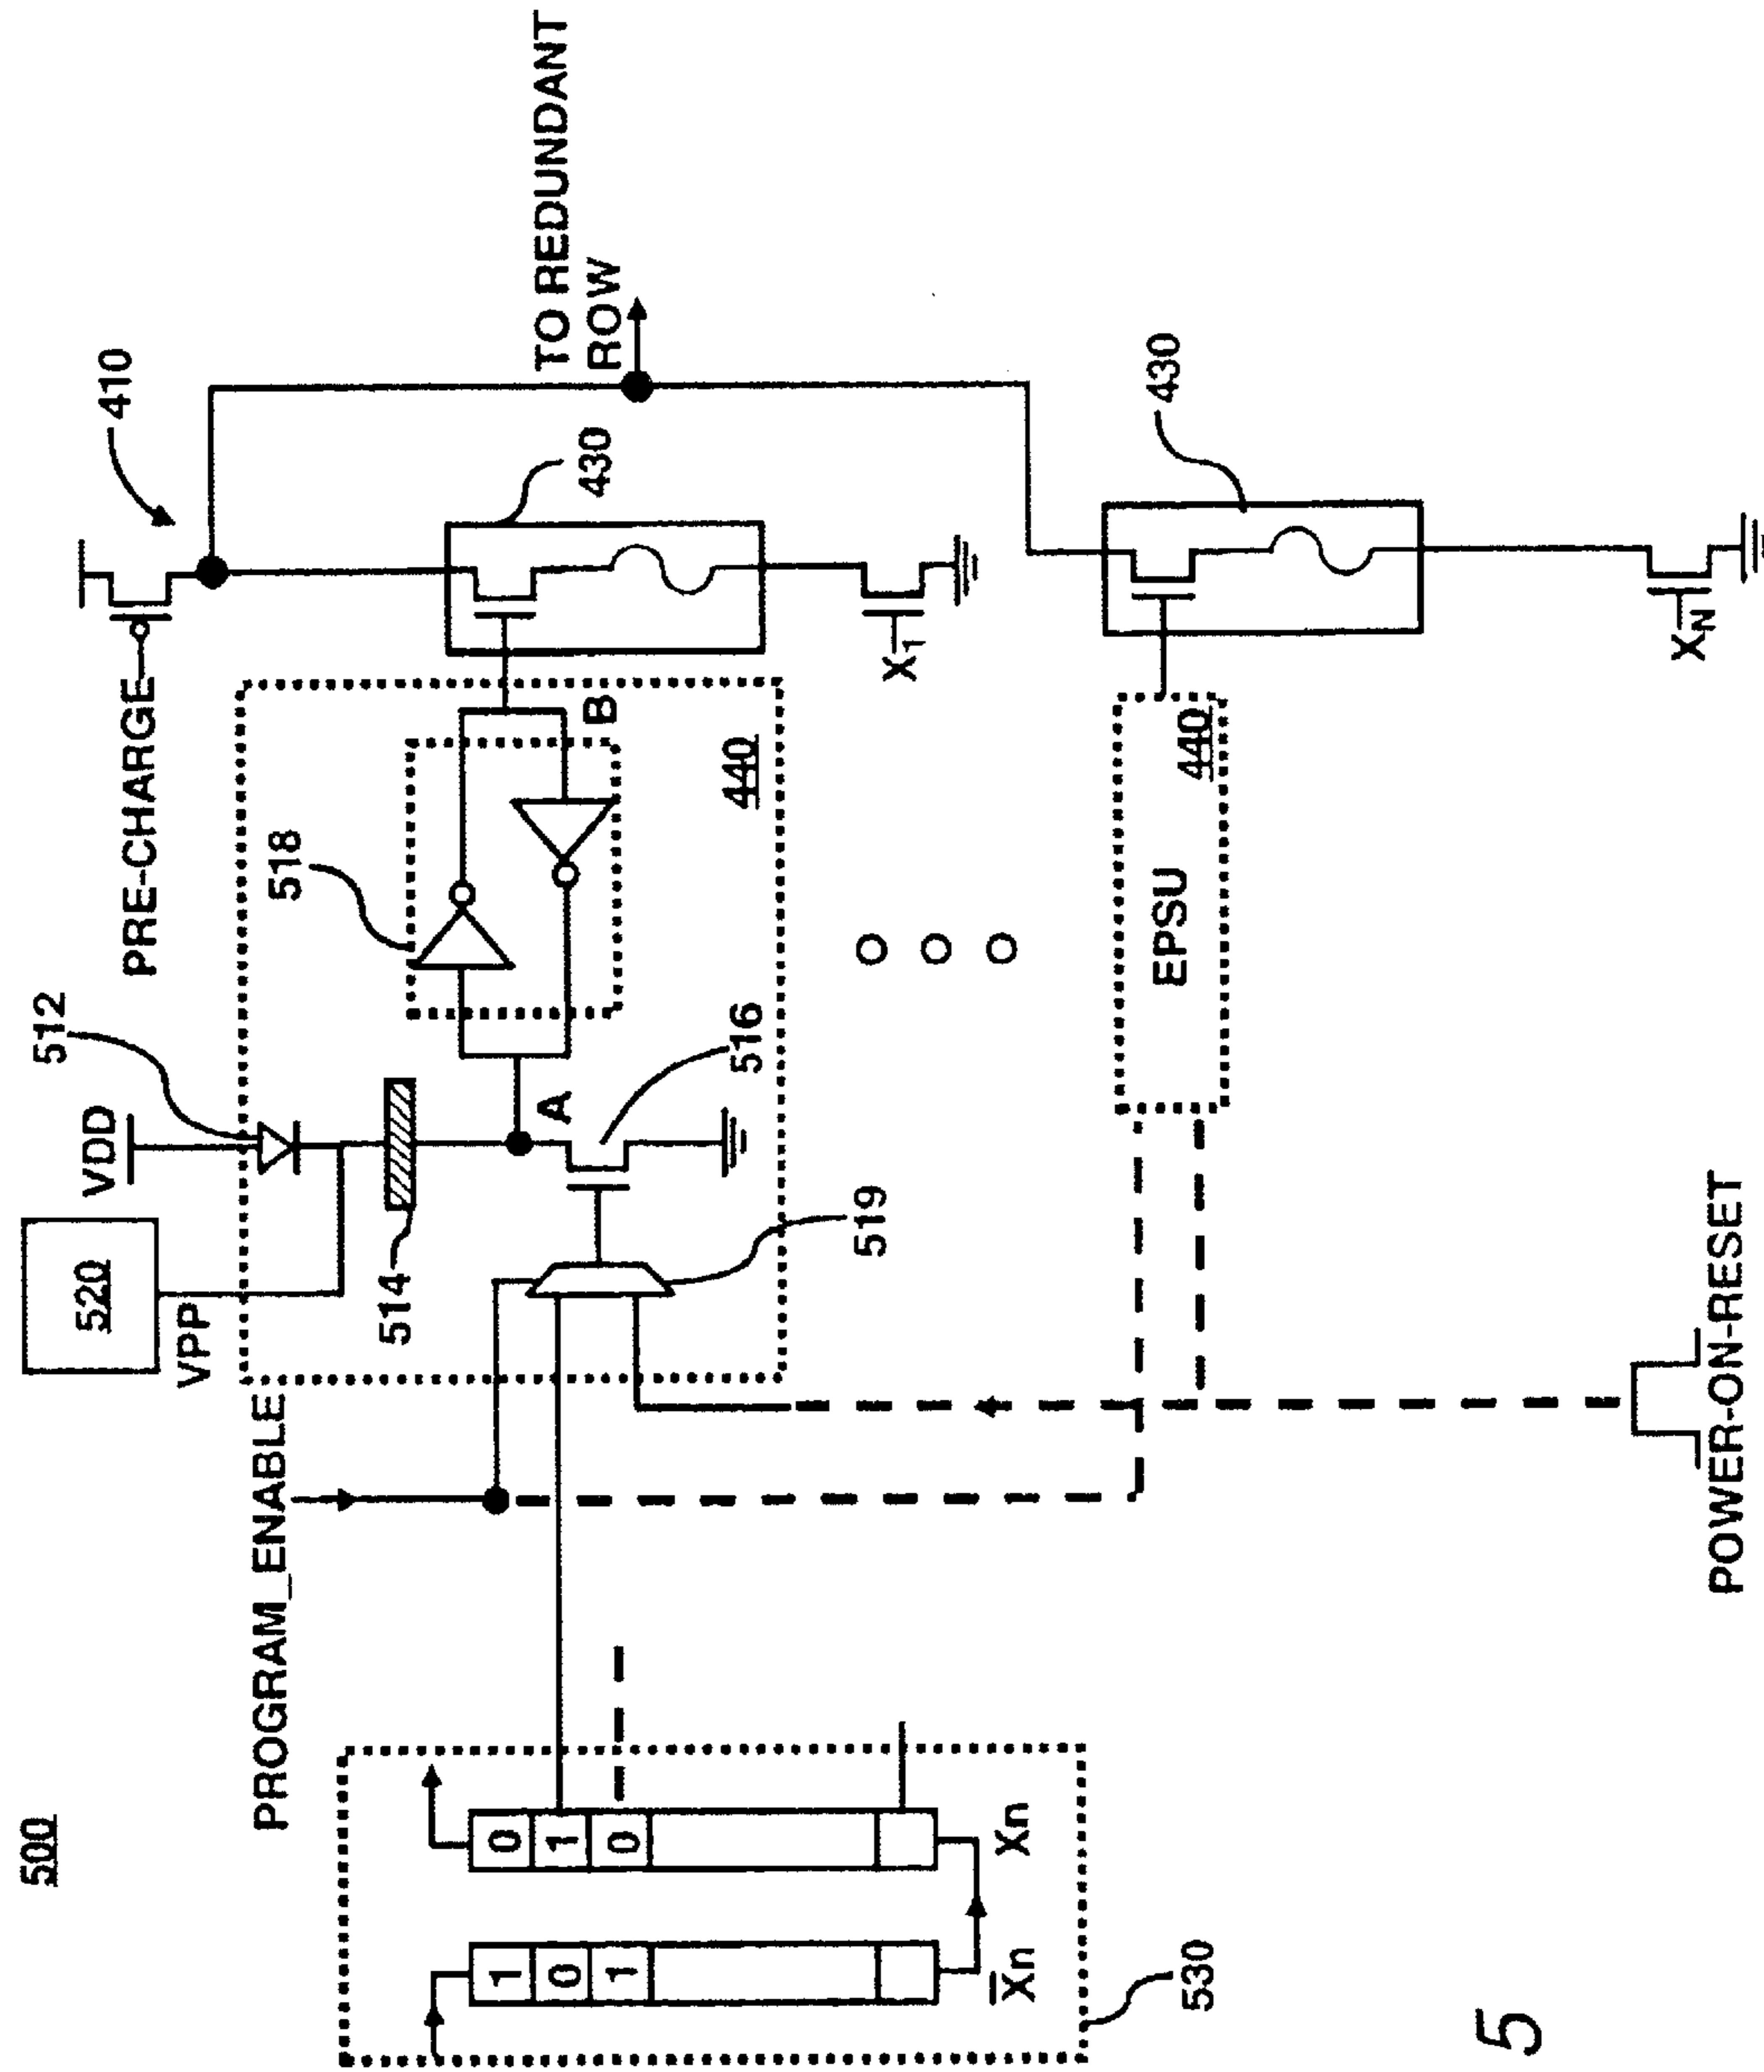 500
PROGRAM_ENABLE
520
VPP
VDD
512
514
A
516
519
518
B
440
PRE-CHARGE
410
430
X1
TO REDUNDANT
ROW
0
1
0
Xn
1
0
1
X̅n
530
EPSU
440
430
XN
POWER-ON-RESET
5